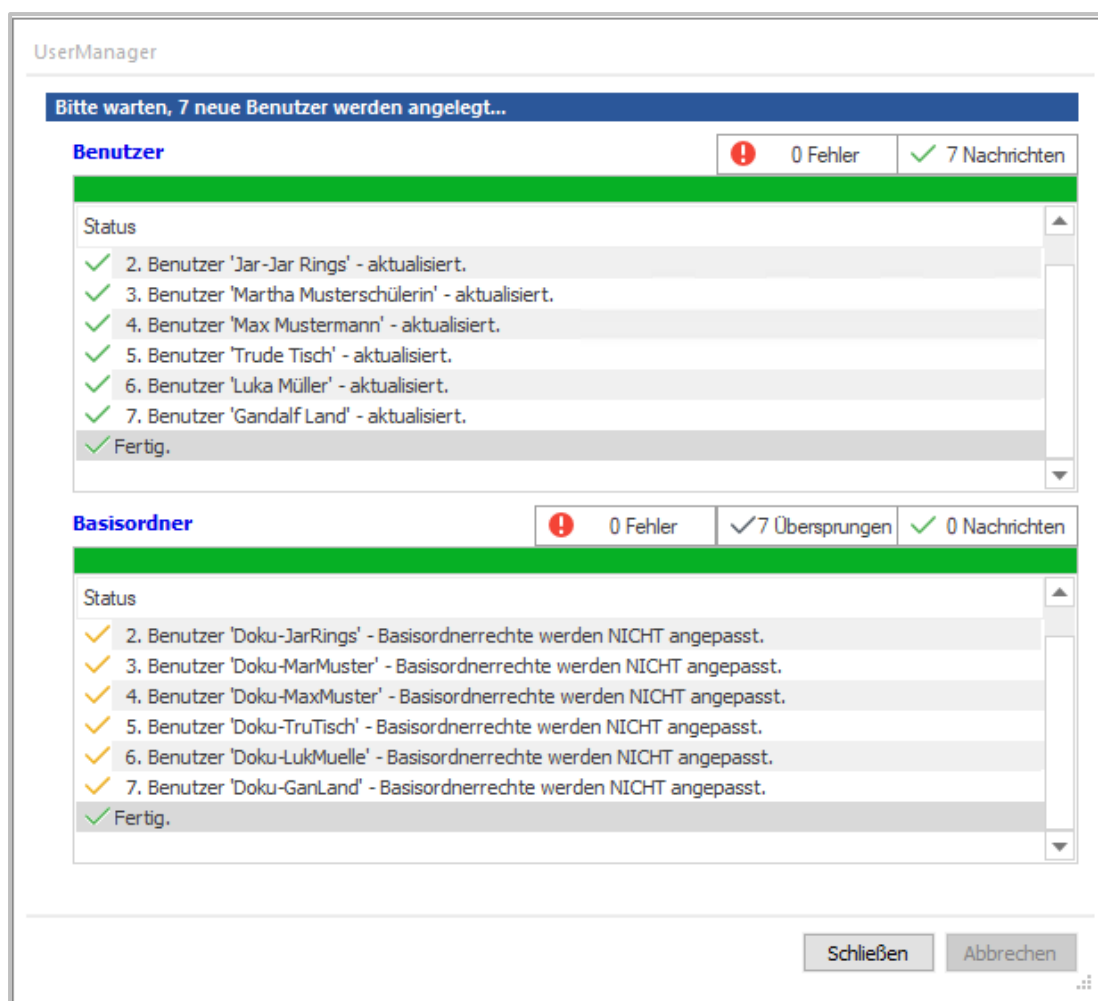 UserManager
Bitte warten, 7 neue Benutzer werden angelegt...
Benutzer 0 Fehler 7 Nachrichten
Status
2. Benutzer 'Jar-Jar Rings' - aktualisiert.
3. Benutzer 'Martha Musterschülerin' - aktualisiert.
4. Benutzer 'Max Mustermann' - aktualisiert.
5. Benutzer 'Trude Tisch' - aktualisiert.
6. Benutzer 'Luka Müller' - aktualisiert.
7. Benutzer 'Gandalf Land' - aktualisiert.
Fertig.
Basisordner 0 Fehler 7 Übersprungen 0 Nachrichten
Status
2. Benutzer 'Doku-JarRings' - Basisordnerrechte werden NICHT angepasst.
3. Benutzer 'Doku-MarMuster' - Basisordnerrechte werden NICHT angepasst.
4. Benutzer 'Doku-MaxMuster' - Basisordnerrechte werden NICHT angepasst.
5. Benutzer 'Doku-TruTisch' - Basisordnerrechte werden NICHT angepasst.
6. Benutzer 'Doku-LukMuelle' - Basisordnerrechte werden NICHT angepasst.
7. Benutzer 'Doku-GanLand' - Basisordnerrechte werden NICHT angepasst.
Fertig.
Schließen Abbrechen